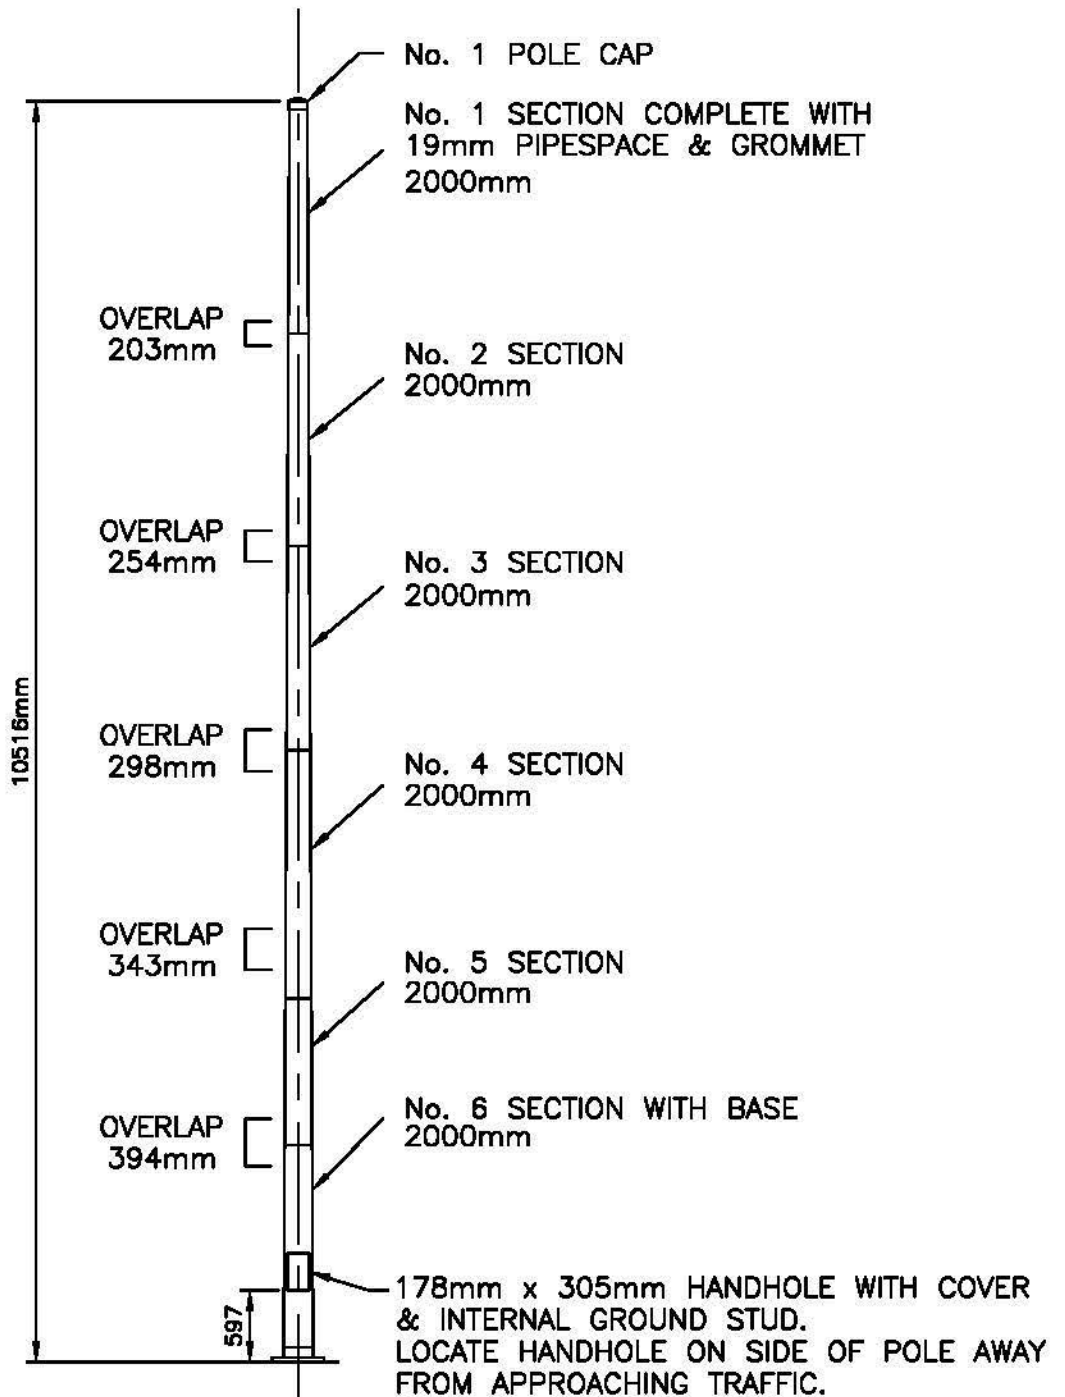 No. 1 POLE CAP
No. 1 SECTION COMPLETE WITH
19mm PIPESPACE & GROMMET
2000mm
OVERLAP
203mm
No. 2 SECTION
2000mm
OVERLAP
254mm
No. 3 SECTION
2000mm
10516mm
OVERLAP
298mm
No. 4 SECTION
2000mm
OVERLAP
343mm
No. 5 SECTION
2000mm
OVERLAP
394mm
No. 6 SECTION WITH BASE
2000mm
597
178mm x 305mm HANDHOLE WITH COVER
& INTERNAL GROUND STUD.
LOCATE HANDHOLE ON SIDE OF POLE AWAY
FROM APPROACHING TRAFFIC.